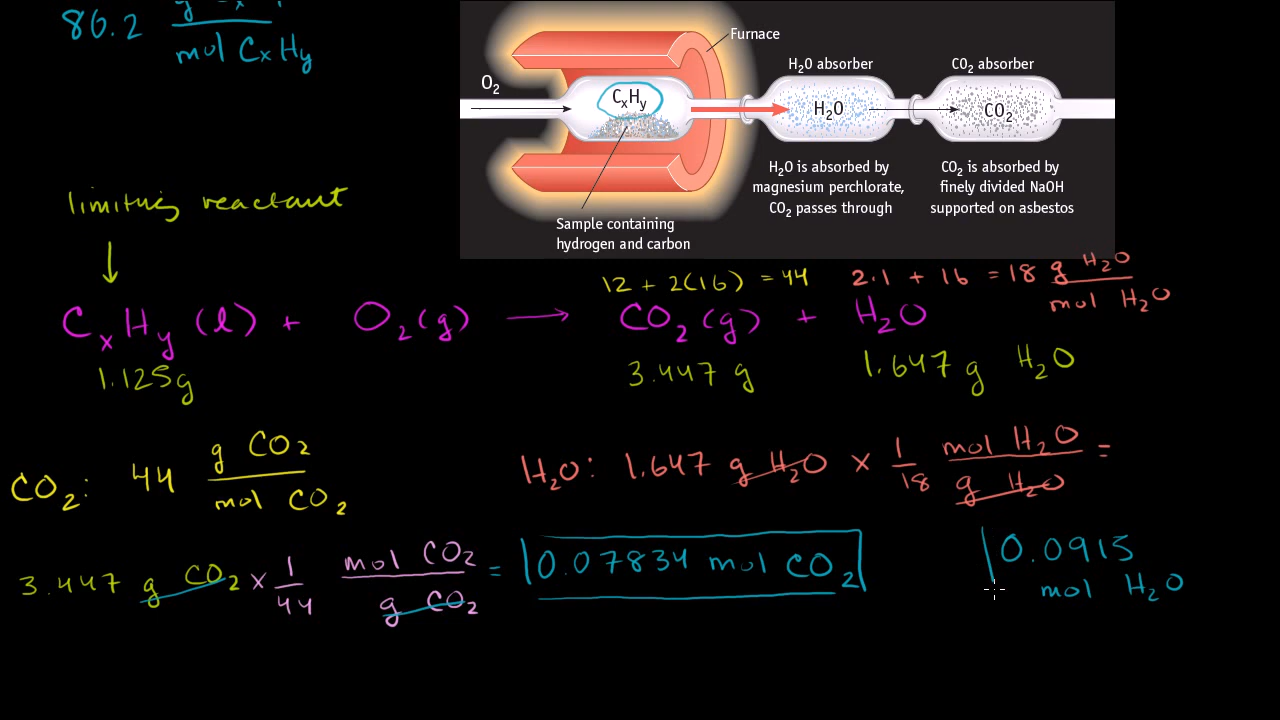 86.2 g CxHy
mol CxHy
Furnace
O2
CxHy
H2O absorber
H2O
CO2 absorber
CO2
H2O is absorbed by
magnesium perchlorate,
CO2 passes through
CO2 is absorbed by
finely divided NaOH
supported on asbestos
Sample containing
hydrogen and carbon
limiting reactant
12 + 2(16) = 44
2·1 + 16 = 18 g H2O
mol H2O
CxHy (l) + O2(g) → CO2(g) + H2O
1.125g
3.447 g
1.647 g H2O
CO2: 44 g CO2
mol CO2
H2O: 1.647 g H2O × 1/18 mol H2O =
g H2O
3.447 g CO2 × 1/44 mol CO2 = 0.07834 mol CO2
g CO2
0.0915
mol H2O